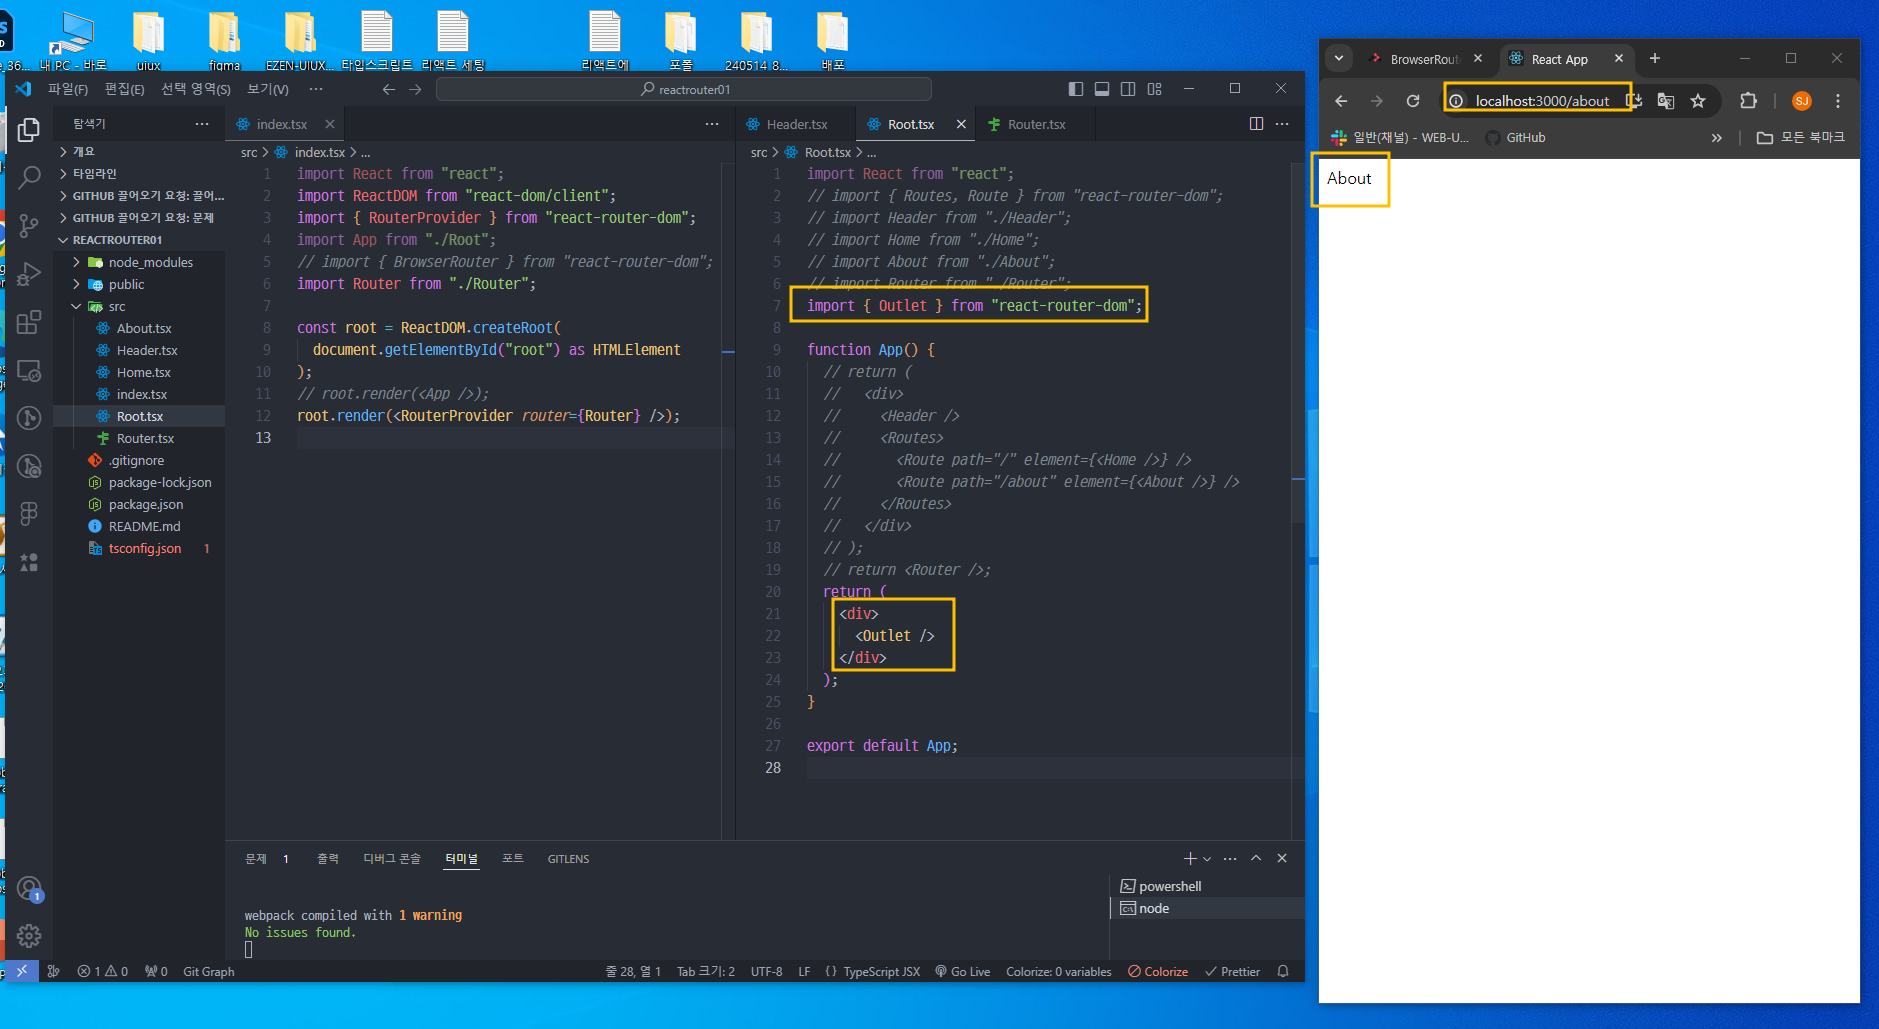 내 PC - 바로
uiux
figma
EZEN-UIUX...
타입스크립트
리액트 세팅
리액트에
포폴
240514_8...
배포
파일(F)
편집(E)
선택 영역(S)
보기(V)
···
reactrouter01
탐색기
개요
타임라인
GITHUB 끌어오기 요청: 끌어...
GITHUB 끌어오기 요청: 문제
REACTROUTER01
node_modules
public
src
About.tsx
Header.tsx
Home.tsx
index.tsx
Root.tsx
Router.tsx
.gitignore
package-lock.json
package.json
README.md
tsconfig.json 1
index.tsx
src > index.tsx > ...
1 import React from "react";
2 import ReactDOM from "react-dom/client";
3 import { RouterProvider } from "react-router-dom";
4 import App from "./Root";
5 // import { BrowserRouter } from "react-router-dom";
6 import Router from "./Router";
7
8 const root = ReactDOM.createRoot(
9 document.getElementById("root") as HTMLElement
10 );
11 // root.render(<App />);
12 root.render(<RouterProvider router={Router} />);
13
Header.tsx
Root.tsx
Router.tsx
src > Root.tsx > ...
1 import React from "react";
2 // import { Routes, Route } from "react-router-dom";
3 // import Header from "./Header";
4 // import Home from "./Home";
5 // import About from "./About";
6 // import Router from "./Router";
7 import { Outlet } from "react-router-dom";
8
9 function App() {
10 // return (
11 // <div>
12 // <Header />
13 // <Routes>
14 // <Route path="/" element={<Home />} />
15 // <Route path="/about" element={<About />} />
16 // </Routes>
17 // </div>
18 // );
19 // return <Router />;
20 return (
21 <div>
22 <Outlet />
23 </div>
24 );
25 }
26
27 export default App;
28
문제 1
출력
디버그 콘솔
터미널
포트
GITLENS
webpack compiled with 1 warning
No issues found.
powershell
node
1
1 0
0
Git Graph
줄 28, 열 1
Tab 크기: 2
UTF-8
LF
{ } TypeScript JSX
Go Live
Colorize: 0 variables
Colorize
Prettier
BrowserRout
React App
localhost:3000/about
SJ
일반(채널) - WEB-U...
GitHub
모든 북마크
About